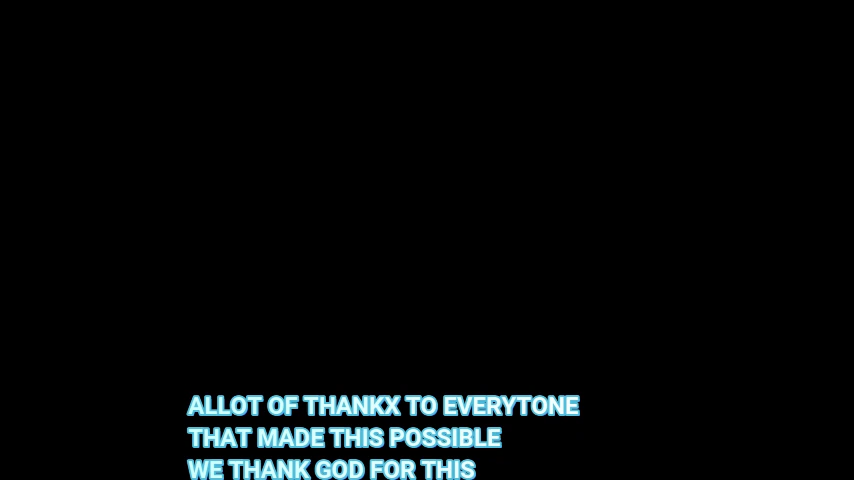 ALLOT OF THANKX TO EVERYTONE
THAT MADE THIS POSSIBLE
WE THANK GOD FOR THIS